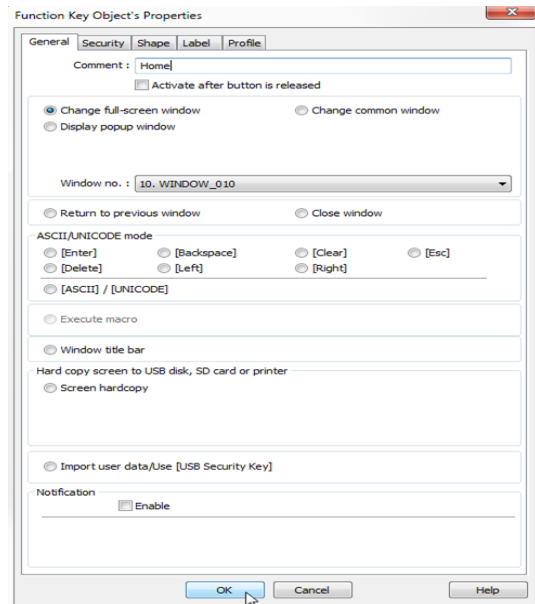 Function Key Object's Properties
General Security Shape Label Profile
Comment : Home
Activate after button is released
Change full-screen window Change common window
Display popup window
Window no. : 10. WINDOW_010
Return to previous window Close window
ASCII/UNICODE mode
[Enter] [Backspace] [Clear] [Esc]
[Delete] [Left] [Right]
[ASCII] / [UNICODE]
Execute macro
Window title bar
Hard copy screen to USB disk, SD card or printer
Screen hardcopy
Import user data/Use [USB Security Key]
Notification
Enable
OK Cancel Help